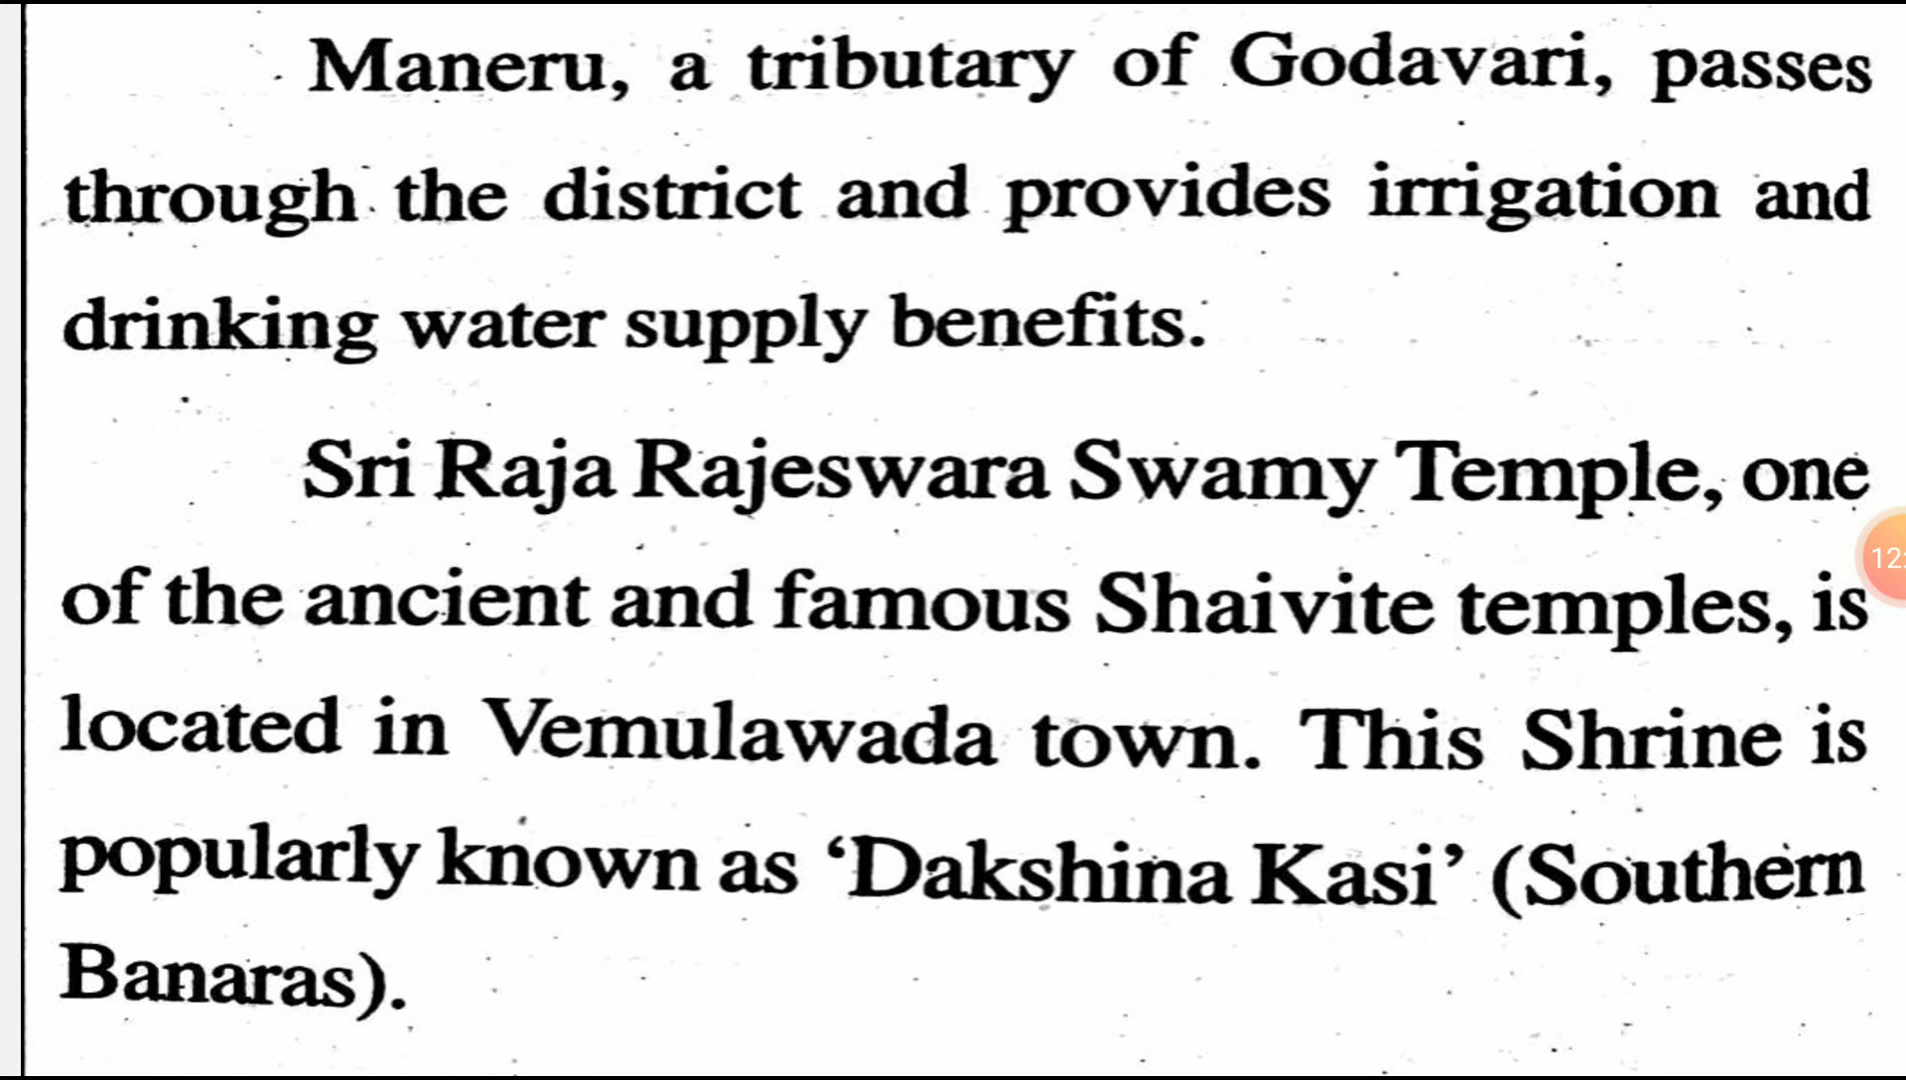 Maneru, a tributary of Godavari, passes
through the district and provides irrigation and
drinking water supply benefits.
Sri Raja Rajeswara Swamy Temple, one
of the ancient and famous Shaivite temples, is
located in Vemulawada town. This Shrine is
popularly known as ‘Dakshina Kasi’ (Southern
Banaras).